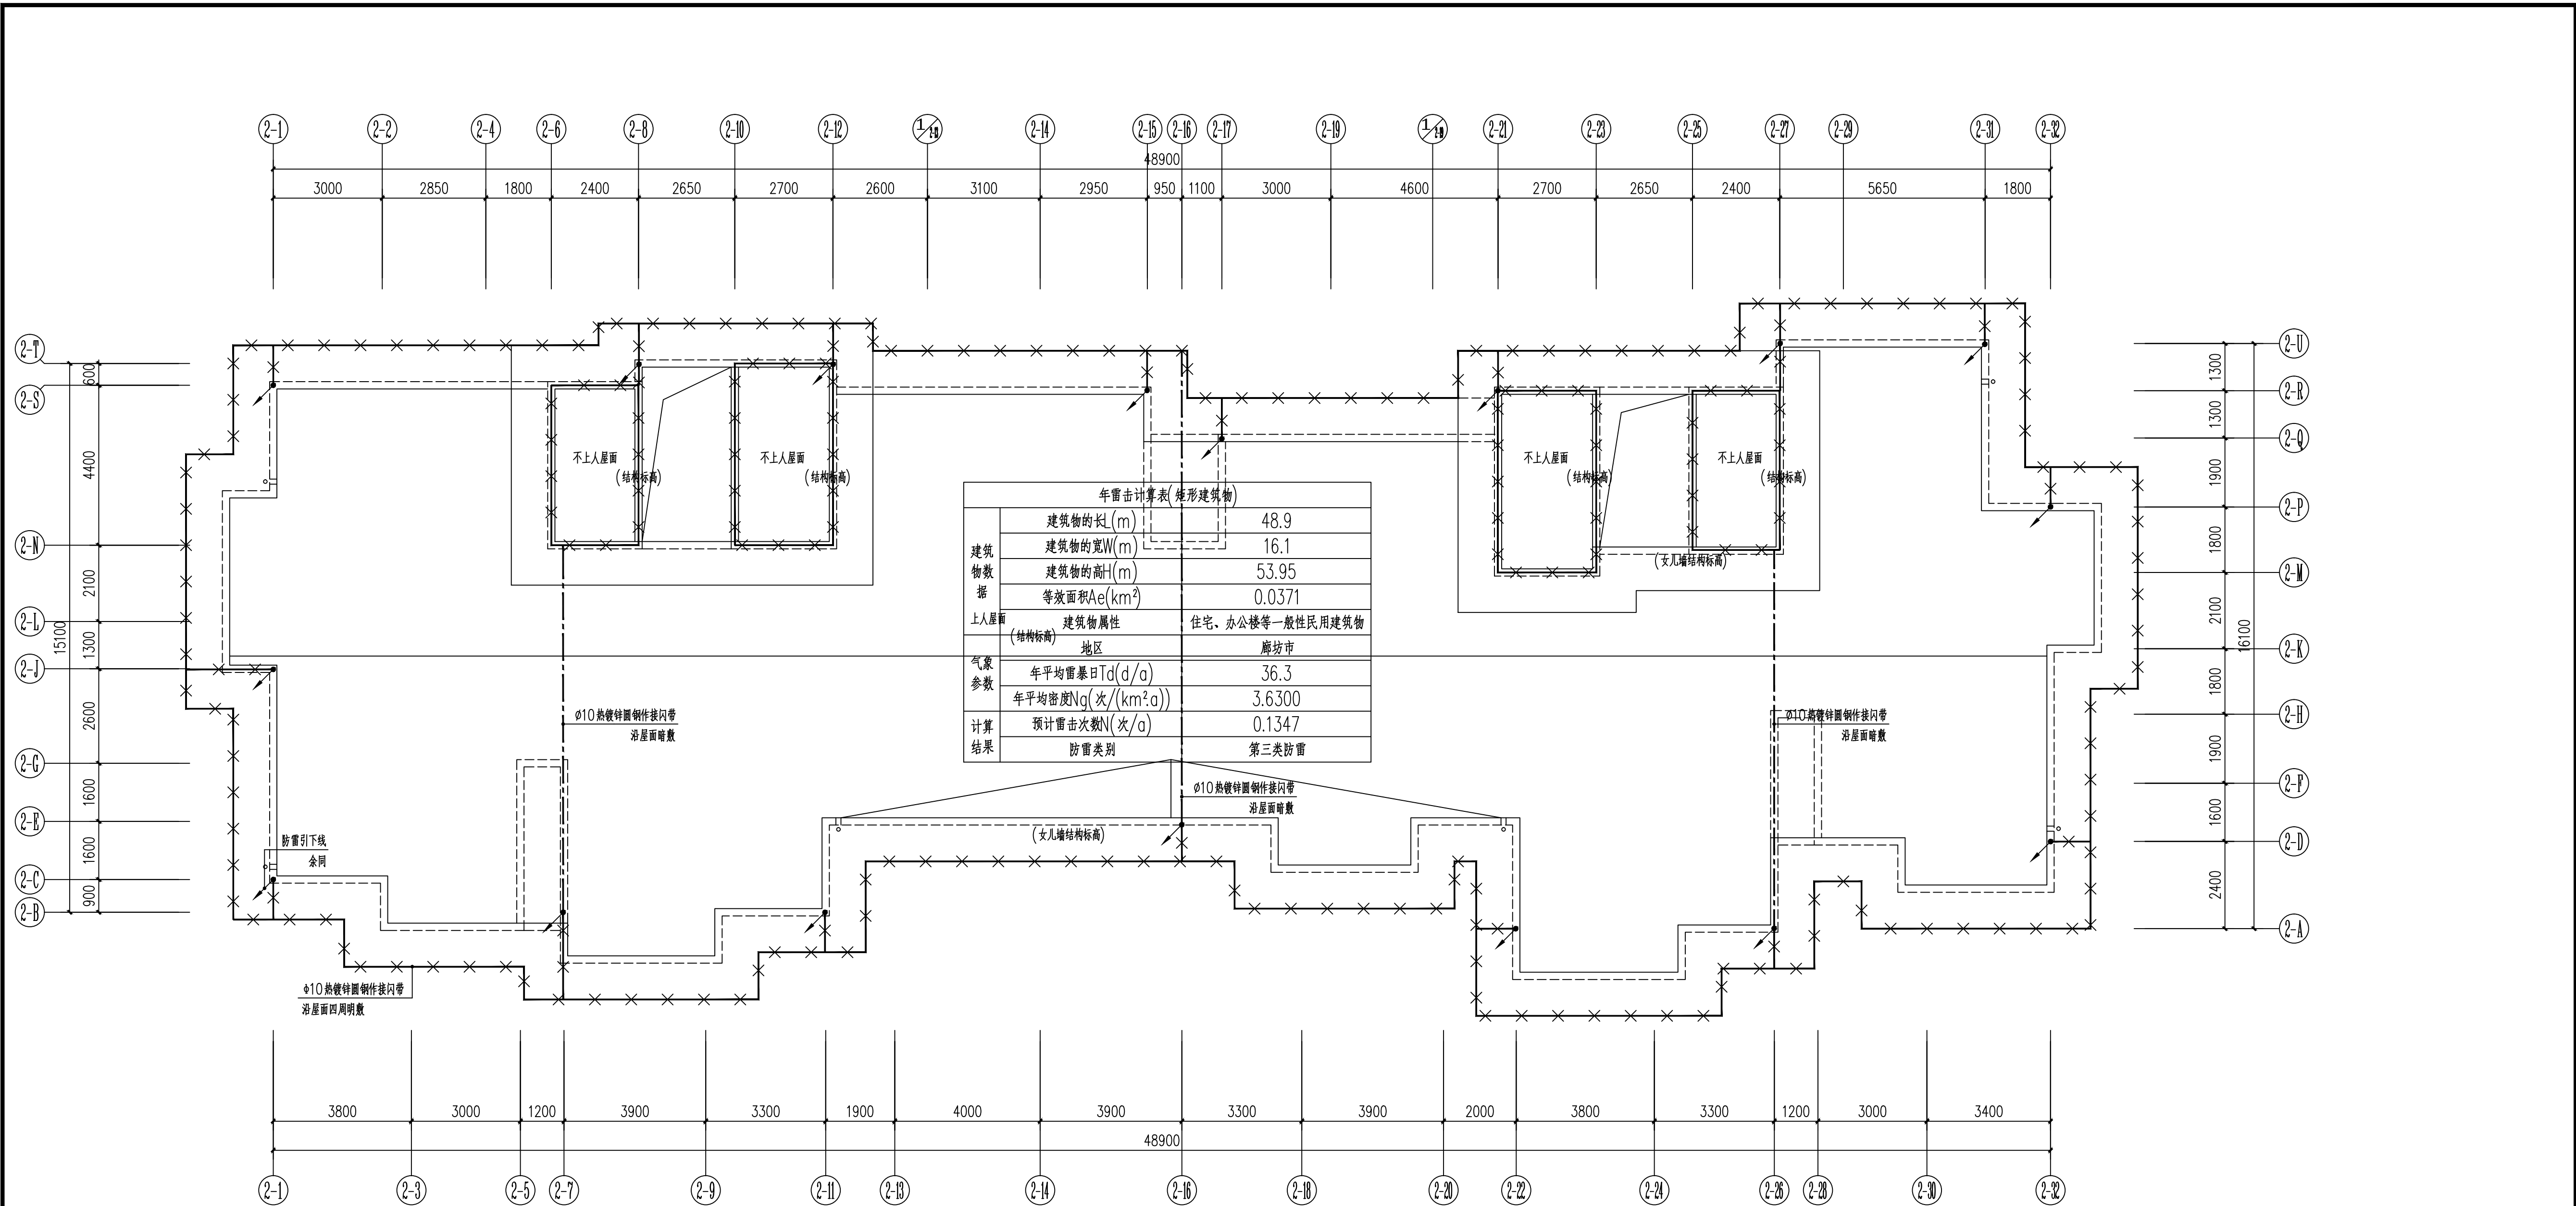 2-1 2-2 2-4 2-6 2-8 2-10 2-12 2-14 2-15 2-16 2-17 2-19 2-21 2-23 2-25 2-27 2-29 2-31 2-32
48900
3000 2850 1800 2400 2650 2700 2600 3100 2950 950 1100 3000 4600 2700 2650 2400 5650 1800
2-T
2-S
2-N
2-L
2-J
2-G
2-E
2-C
2-B
600
4400
2100
1300
2600
1600
1600
900
15100
不上人屋面
(结构标高)
不上人屋面
(结构标高)
不上人屋面
(结构标高)
不上人屋面
(结构标高)
(女儿墙结构标高)
年雷击计算表(矩形建筑物)
建筑物数据
建筑物的长L(m) 48.9
建筑物的宽W(m) 16.1
建筑物的高H(m) 53.95
等效面积Ae(km²) 0.0371
建筑物属性 住宅、办公楼等一般性民用建筑物
上人屋面
(结构标高)
气象参数
地区 廊坊市
年平均雷暴日Td(d/a) 36.3
年平均密度Ng(次/(km².a)) 3.6300
计算结果
预计雷击次数N(次/a) 0.1347
防雷类别 第三类防雷
ø10热镀锌圆钢作接闪带
沿屋面暗敷
ø10热镀锌圆钢作接闪带
沿屋面暗敷
ø10热镀锌圆钢作接闪带
沿屋面暗敷
(女儿墙结构标高)
防雷引下线
余同
ф10热镀锌圆钢作接闪带
沿屋面四周明敷
2-U
2-R
2-Q
2-P
2-M
2-K
2-H
2-F
2-D
2-A
1300
1300
1900
1800
2100
1800
1900
1600
2400
16100
3800 3000 1200 3900 3300 1900 4000 3900 3300 3900 2000 3800 3300 1200 3000 3400
48900
2-1 2-3 2-5 2-7 2-9 2-11 2-13 2-14 2-16 2-18 2-20 2-22 2-24 2-26 2-28 2-30 2-32